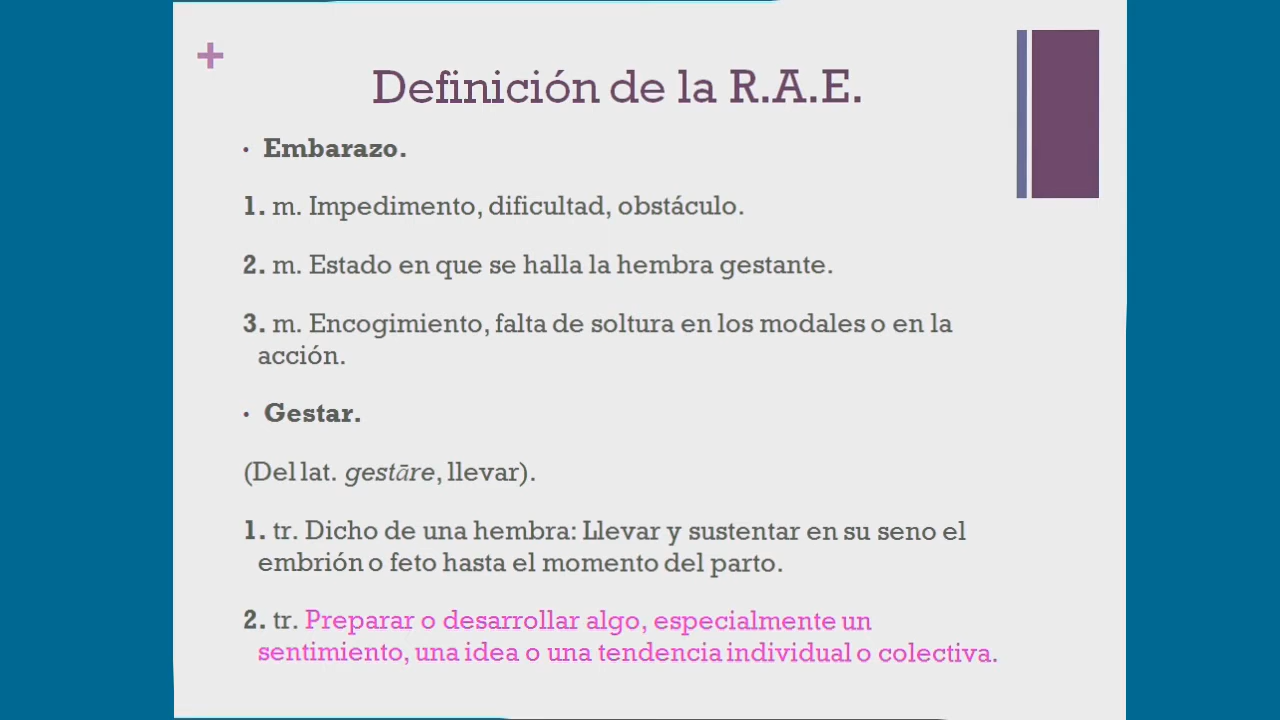 Definición de la R.A.E.
• Embarazo.
1. m. Impedimento, dificultad, obstáculo.
2. m. Estado en que se halla la hembra gestante.
3. m. Encogimiento, falta de soltura en los modales o en la
acción.
• Gestar.
(Del lat. gestāre, llevar).
1. tr. Dicho de una hembra: Llevar y sustentar en su seno el
embrión o feto hasta el momento del parto.
2. tr. Preparar o desarrollar algo, especialmente un
sentimiento, una idea o una tendencia individual o colectiva.